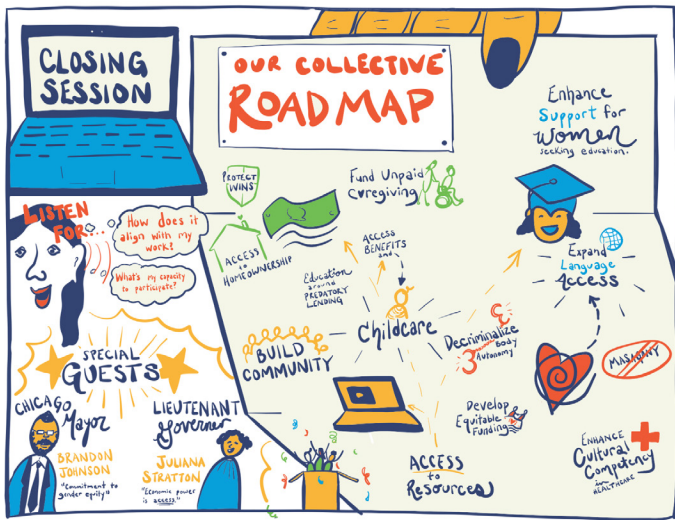 CLOSING
SESSION
OUR COLLECTIVE
ROADMAP
Enhance
Support for
women
seeking education.
PROTECT
WINS
Fund Unpaid
Caregiving
LISTEN
FOR...
How does it
align with my
work?
What's my capacity
to participate?
ACCESS
to
HOMEOWNERSHIP
ACCESS
BENEFITS
and
Education
around
PREDATORY
LENDING
Expand
Language
Access
Childcare
Decriminalize
Body
Autonomy
BUILD
COMMUNITY
SPECIAL
GUESTS
CHICAGO
Mayor
BRANDON
JOHNSON
"Commitment to
gender equity"
LIEUTENANT
Governor
JULIANA
STRATTON
"Economic power
is access."
Develop
Equitable
Funding
ACCESS
to
Resources
ENHANCE
Cultural
Competency
in
HEALTHCARE